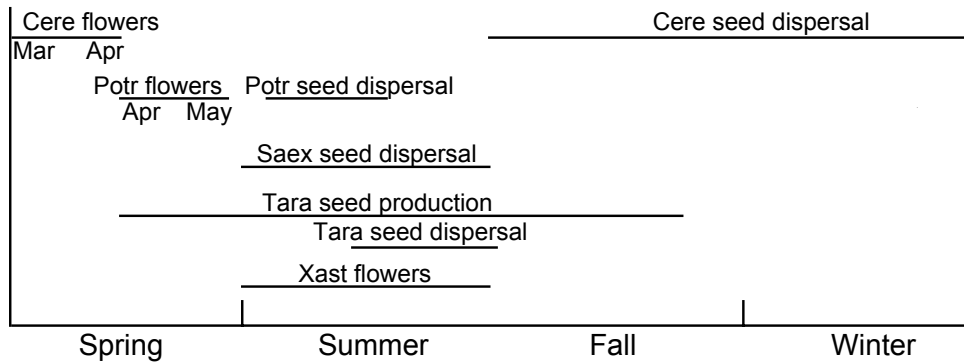 Cere flowers
Cere seed dispersal
Mar Apr
Potr flowers
Potr seed dispersal
Apr May
Saex seed dispersal
Tara seed production
Tara seed dispersal
Xast flowers
Spring Summer Fall Winter